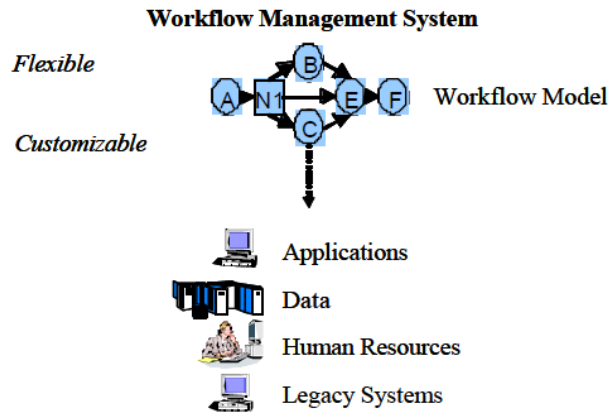 Workflow Management System
Flexible
B
A N1 E F Workflow Model
Customizable
C
Applications
Data
Human Resources
Legacy Systems